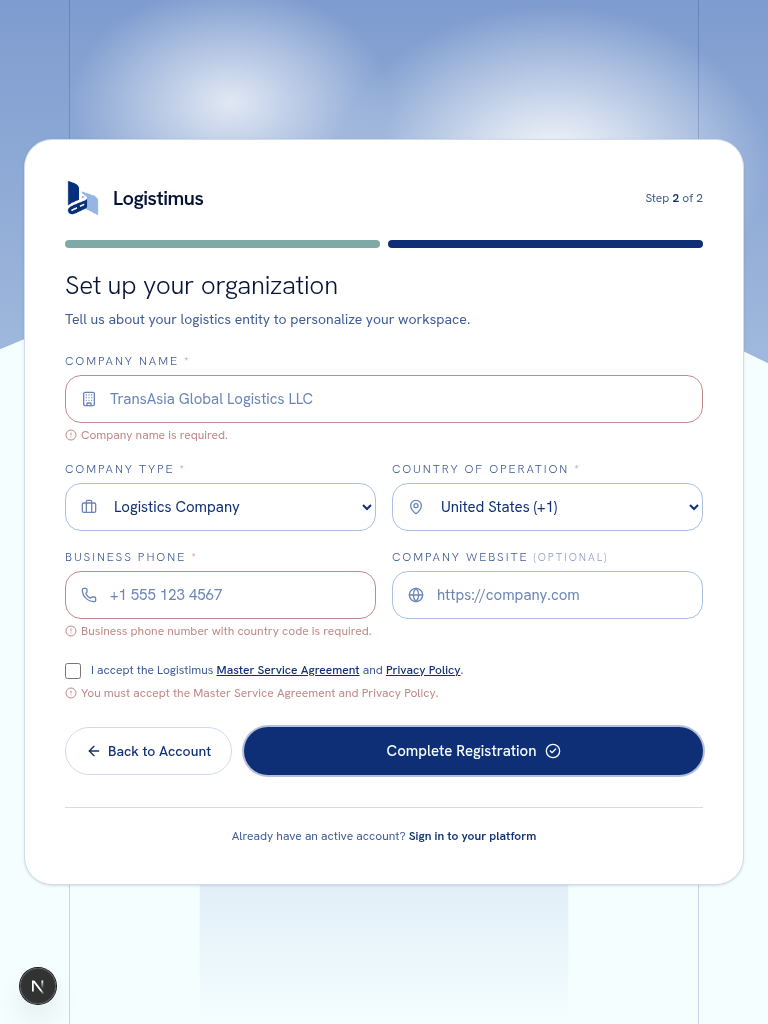 Logistimus
Step 2 of 2
Set up your organization
Tell us about your logistics entity to personalize your workspace.
COMPANY NAME *
TransAsia Global Logistics LLC
Company name is required.
COMPANY TYPE *
COUNTRY OF OPERATION *
Logistics Company
United States (+1)
BUSINESS PHONE *
COMPANY WEBSITE (OPTIONAL)
+1 555 123 4567
https://company.com
Business phone number with country code is required.
I accept the Logistimus Master Service Agreement and Privacy Policy.
You must accept the Master Service Agreement and Privacy Policy.
Back to Account
Complete Registration
Already have an active account? Sign in to your platform
N